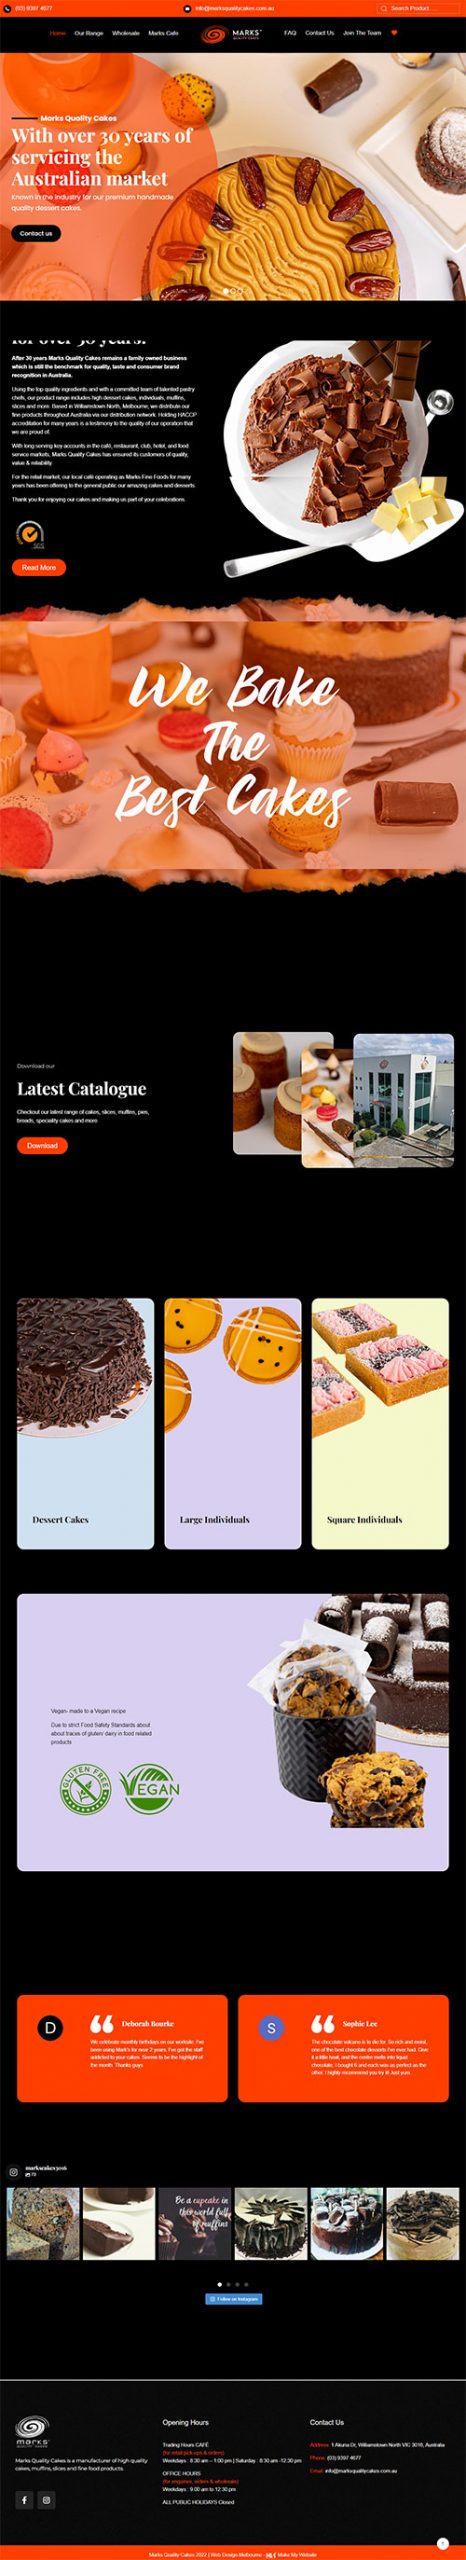 (03) 9397 4677
info@marksqualitycakes.com.au
Search Product....
Home
Our Range
Wholesale
Marks Cafe
MARKS
QUALITY CAKES
FAQ
Contact Us
Join The Team
Marks Quality Cakes
With over 30 years of
servicing the
Australian market
Known in the industry for our premium handmade
quality dessert cakes.
Contact us
for over 30 years.
After 30 years Marks Quality Cakes remains a family owned business
which is still the benchmark for quality, taste and consumer brand
recognition in Australia.
Using the top quality ingredients and with a committed team of talented pastry
chefs, our product range includes high dessert cakes, individuals, muffins,
slices and more. Based in Williamstown North, Melbourne, we distribute our
fine products throughout Australia via our distribution network. Holding HACCP
accreditation for many years is a testimony to the quality of our operation that
we are proud of.
With long serving key accounts in the café, restaurant, club, hotel, and food
service markets, Marks Quality Cakes has ensured its customers of quality,
value & reliability.
For the retail market, our local café operating as Marks Fine Foods for many
years has been offering to the general public our amazing cakes and desserts.
Thank you for enjoying our cakes and making us part of your celebrations.
SGS
Read More
We Bake
The
Best Cakes
Download our
Latest Catalogue
Checkout our latest range of cakes, slices, muffins, pies,
breads, speciality cakes and more
Download
Dessert Cakes
Large Individuals
Square Individuals
Vegan- made to a Vegan recipe
Due to strict Food Safety Standards about
about traces of gluten/ dairy in food related
products
GLUTEN FREE
VEGAN
D
Deborah Bourke
We celebrate monthly birthdays on our worksite. I've
been using Mark's for near 2 years. I've got the staff
addicted to your cakes. Seems to be the highlight of
the month. Thanks guys
S
Sophie Lee
The chocolate volcano is to die for. So rich and moist,
one of the best chocolate desserts I've ever had. Give
it a little heat, and the centre melts into liquid
chocolate. I bought 6 and each was as perfect as the
other. I highly recommend you try it! Just yum.
markscakes3016
73
Be a cupcake in
this world full
of muffins
Follow on Instagram
marks
QUALITY CAKES
Marks Quality Cakes is a manufacturer of high quality
cakes, muffins, slices and fine food products.
Opening Hours
Trading Hours CAFÉ
(for retail pick-ups & orders)
Weekdays : 8:30 am – 1:00 pm | Saturday : 8:30 am -12:30 pm
OFFICE HOURS
(for enquiries, orders & wholesale)
Weekdays : 9:00 am to 12:30 pm
ALL PUBLIC HOLIDAYS Closed
Contact Us
Address: 1 Akuna Dr, Williamstown North VIC 3016, Australia
Phone: (03) 9397 4677
Email: info@marksqualitycakes.com.au
Marks Quality Cakes 2022 | Web Design Melbourne - Make My Website